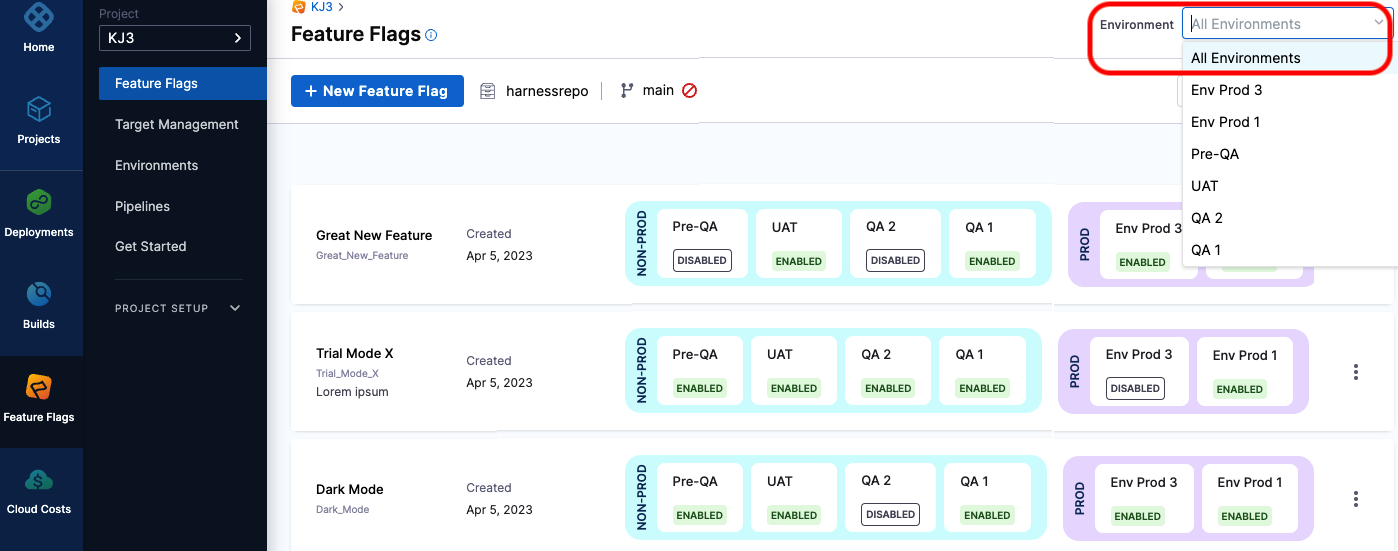 Home
Projects
Deployments
Builds
Feature Flags
Cloud Costs
Project
KJ3
Feature Flags
Target Management
Environments
Pipelines
Get Started
PROJECT SETUP
KJ3
Feature Flags
Environment
All Environments
All Environments
Env Prod 3
Env Prod 1
Pre-QA
UAT
QA 2
QA 1
+ New Feature Flag
harnessrepo
main
Great New Feature
Great_New_Feature
Created
Apr 5, 2023
NON-PROD
Pre-QA
DISABLED
UAT
ENABLED
QA 2
DISABLED
QA 1
ENABLED
PROD
Env Prod 3
ENABLED
Trial Mode X
Trial_Mode_X
Lorem ipsum
Created
Apr 5, 2023
NON-PROD
Pre-QA
ENABLED
UAT
ENABLED
QA 2
ENABLED
QA 1
ENABLED
PROD
Env Prod 3
DISABLED
Env Prod 1
ENABLED
Dark Mode
Dark_Mode
Created
Apr 5, 2023
NON-PROD
Pre-QA
ENABLED
UAT
ENABLED
QA 2
DISABLED
QA 1
ENABLED
PROD
Env Prod 3
ENABLED
Env Prod 1
ENABLED